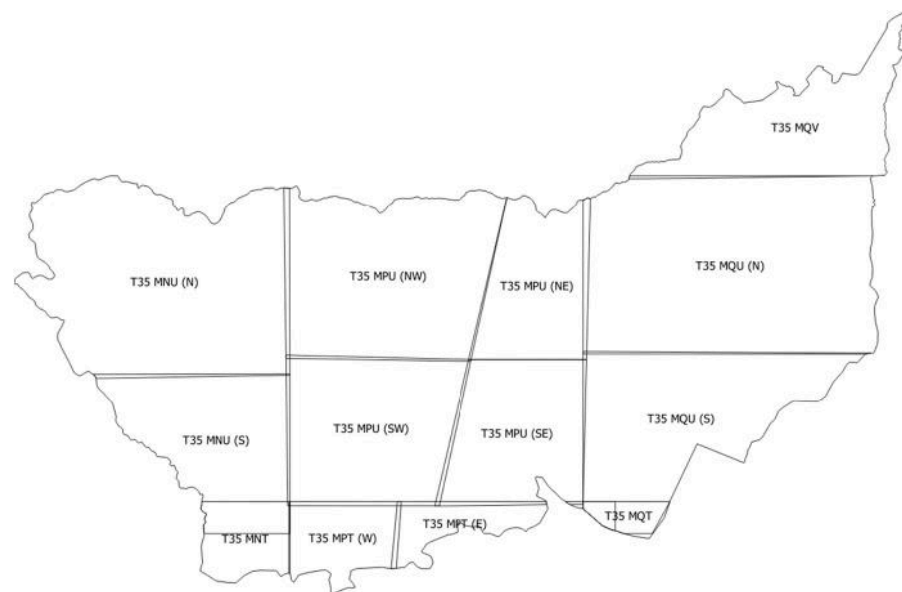 T35 MQV
T35 MNU (N)
T35 MPU (NW)
T35 MPU (NE)
T35 MQU (N)
T35 MNU (S)
T35 MPU (SW)
T35 MPU (SE)
T35 MQU (S)
T35 MNT
T35 MPT (W)
T35 MPT (E)
T35 MQT